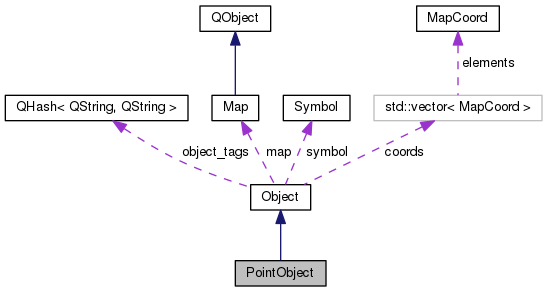 QObject
MapCoord
elements
QHash< QString, QString >
Map
Symbol
std::vector< MapCoord >
object_tags
map
symbol
coords
Object
PointObject